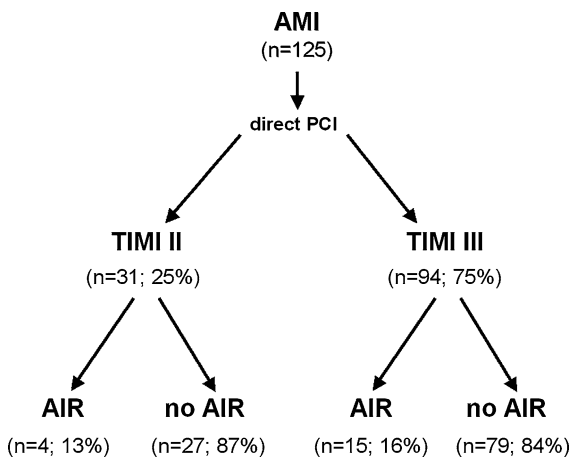 AMI
(n=125)
direct PCI
TIMI II
TIMI III
(n=31; 25%)
(n=94; 75%)
AIR
no AIR
AIR
no AIR
(n=4; 13%)
(n=27; 87%)
(n=15; 16%)
(n=79; 84%)